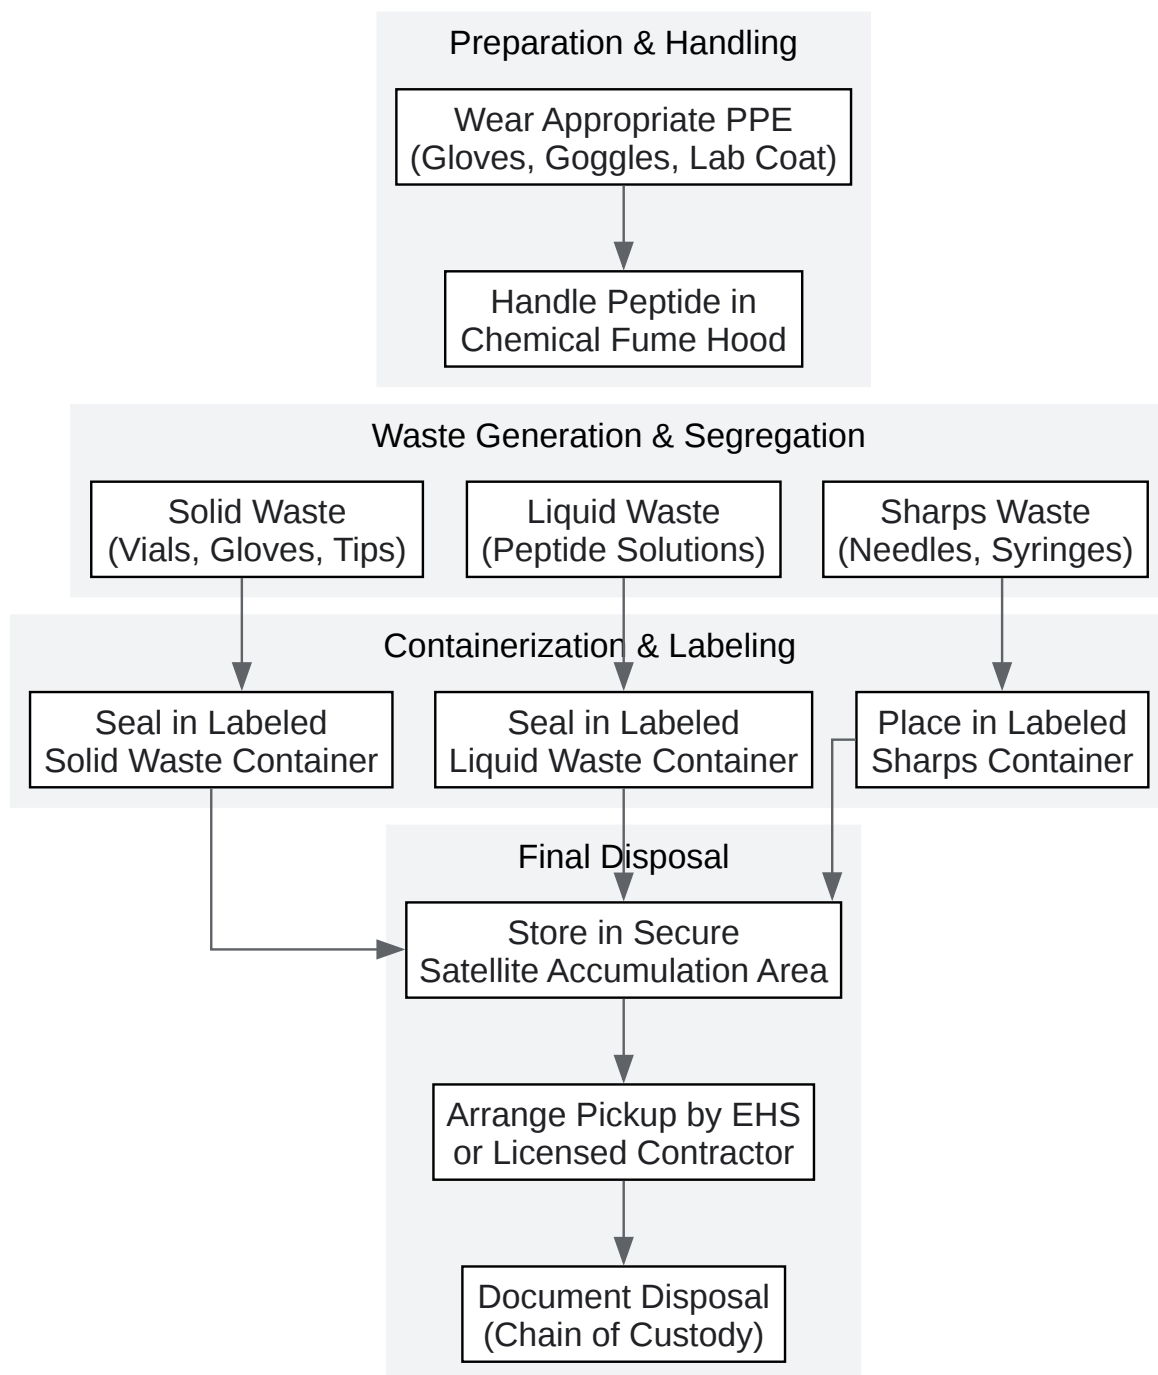 Preparation & Handling
Wear Appropriate PPE
(Gloves, Goggles, Lab Coat)
Handle Peptide in
Chemical Fume Hood
Waste Generation & Segregation
Solid Waste
(Vials, Gloves, Tips)
Liquid Waste
(Peptide Solutions)
Sharps Waste
(Needles, Syringes)
Containerization & Labeling
Seal in Labeled
Solid Waste Container
Seal in Labeled
Liquid Waste Container
Place in Labeled
Sharps Container
Final Disposal
Store in Secure
Satellite Accumulation Area
Arrange Pickup by EHS
or Licensed Contractor
Document Disposal
(Chain of Custody)